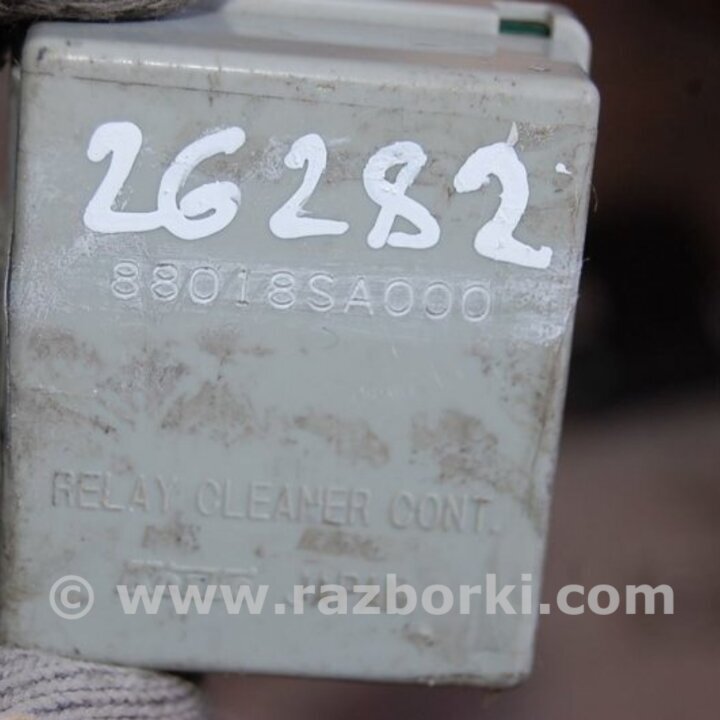 26282
88018SA000
RELAY CLEANER CONT.
© www.razborki.com